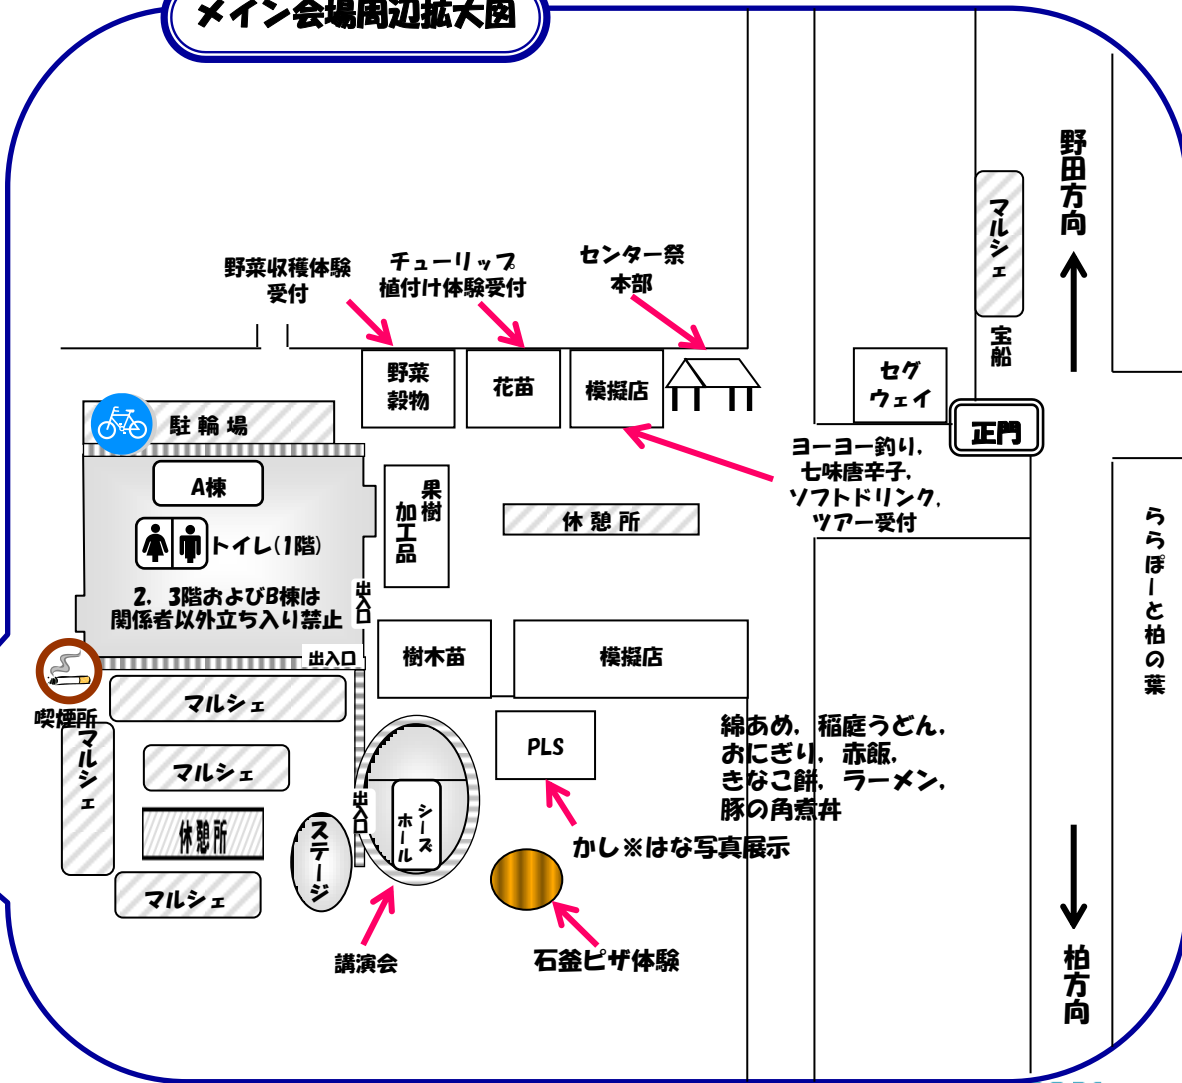 メイン会場周辺拡大図
野田方向
マルシェ
宝船
野菜収穫体験
受付
チューリップ
植付け体験受付
センター祭
本部
野菜
穀物
花苗
模擬店
セグ
ウェイ
正門
駐輪場
A棟
トイレ(1階)
2,3階およびB棟は
関係者以外立ち入り禁止
果樹
加工品
休憩所
ヨーヨー釣り,
七味唐辛子,
ソフトドリンク,
ツアー受付
ららぽーと柏の葉
出入口
出入口
樹木苗
模擬店
喫煙所
マルシェ
マルシェ
マルシェ
休憩所
マルシェ
ステージ
出入口
シーズ
ホール
PLS
綿あめ,稲庭うどん,
おにぎり,赤飯,
きなこ餅,ラーメン,
豚の角煮丼
かし※はな写真展示
講演会
石釜ピザ体験
柏方向